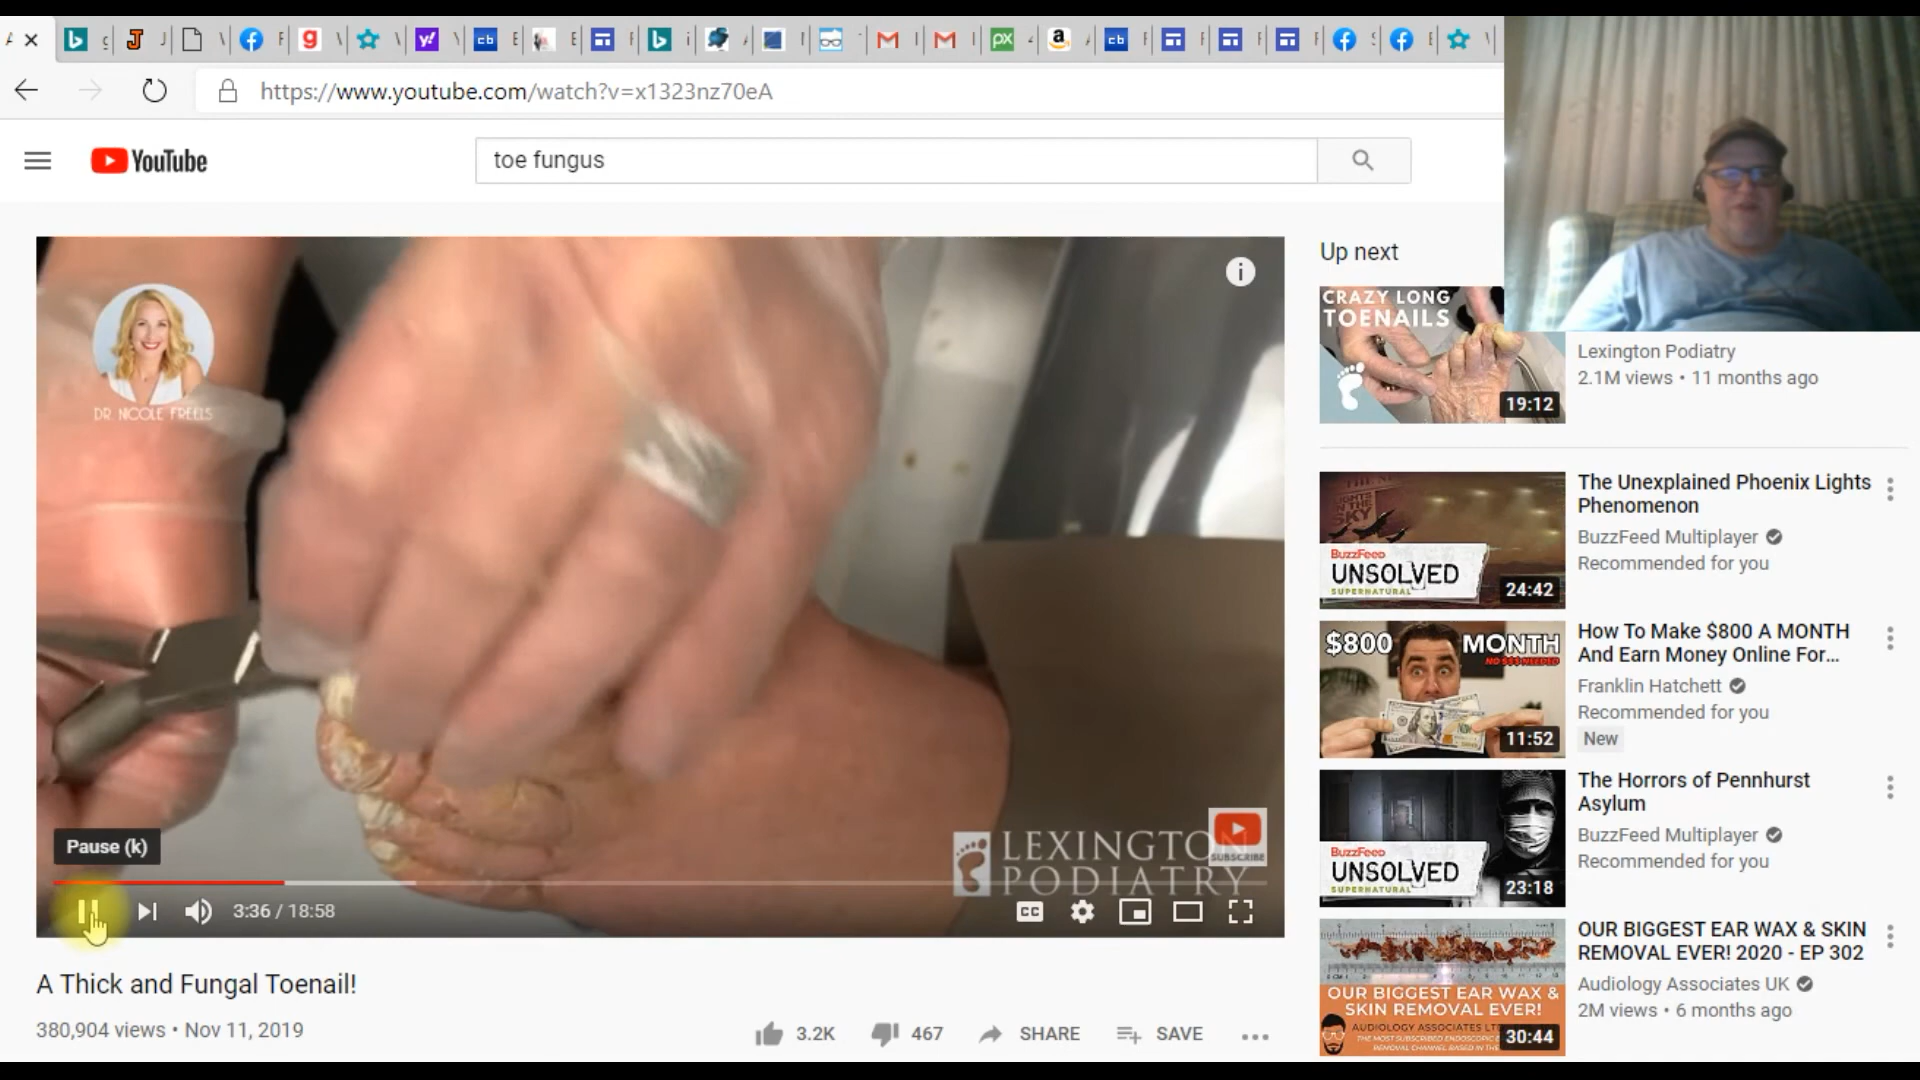 https://www.youtube.com/watch?v=x1323nz70eA
YouTube
toe fungus
DR NICOLE FREELS
Pause (k)
3:36 / 18:58
LEXINGTON
PODIATRY
SUBSCRIBE
CC
A Thick and Fungal Toenail!
380,904 views • Nov 11, 2019
3.2K
467
SHARE
SAVE
Up next
CRAZY LONG
TOENAILS
19:12
Lexington Podiatry
2.1M views • 11 months ago
BuzzFeed
UNSOLVED
SUPERNATURAL
24:42
The Unexplained Phoenix Lights
Phenomenon
BuzzFeed Multiplayer
Recommended for you
$800 MONTH
11:52
How To Make $800 A MONTH
And Earn Money Online For...
Franklin Hatchett
Recommended for you
New
BuzzFeed
UNSOLVED
SUPERNATURAL
23:18
The Horrors of Pennhurst
Asylum
BuzzFeed Multiplayer
Recommended for you
OUR BIGGEST EAR WAX &
SKIN REMOVAL EVER!
30:44
OUR BIGGEST EAR WAX & SKIN
REMOVAL EVER! 2020 - EP 302
Audiology Associates UK
2M views • 6 months ago